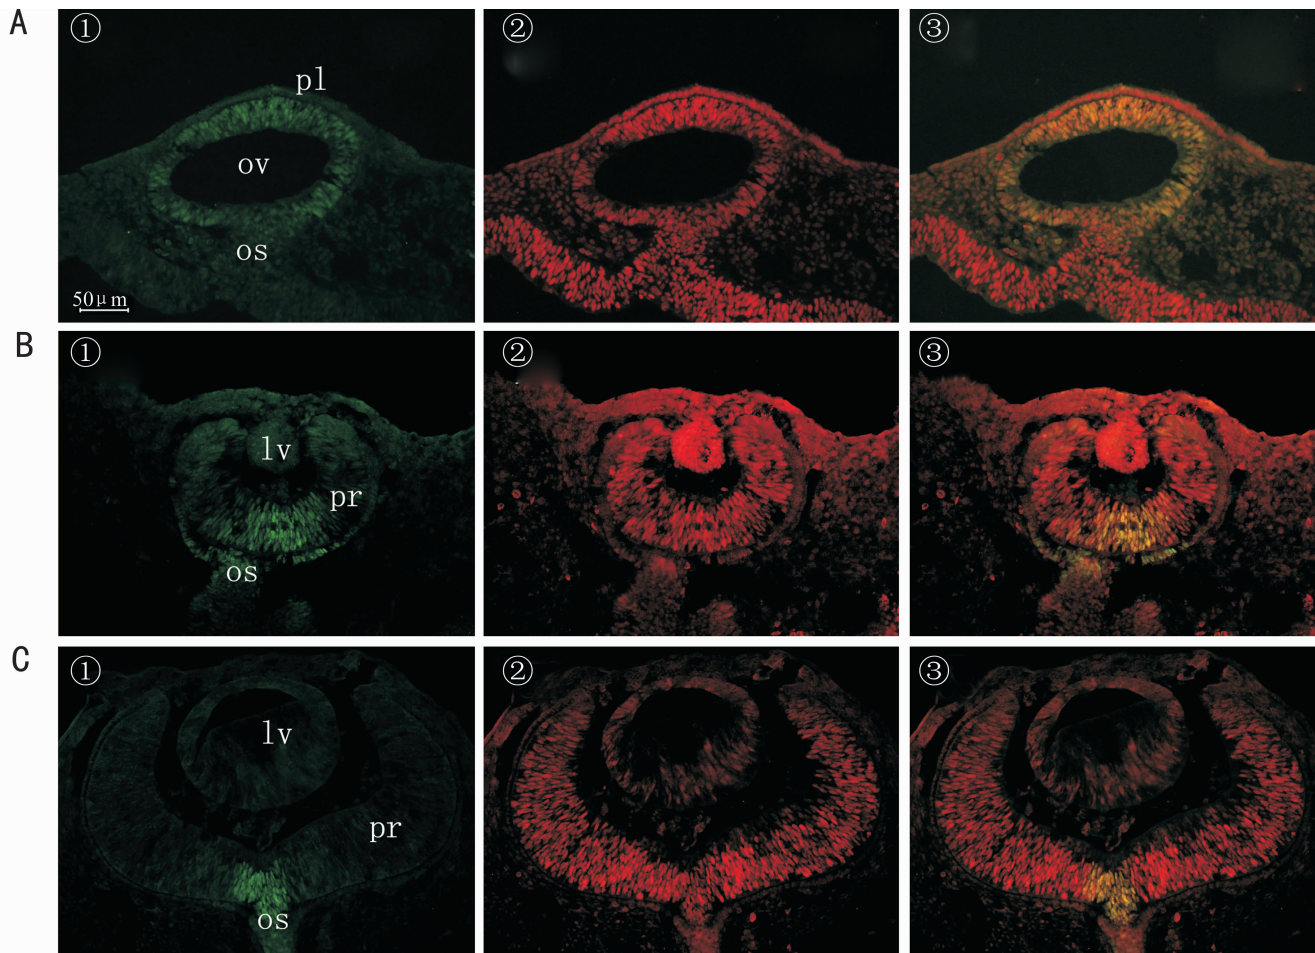 A ① ② ③
pl
ov
os
50μm
B ① ② ③
lv
pr
os
C ① ② ③
lv
pr
os